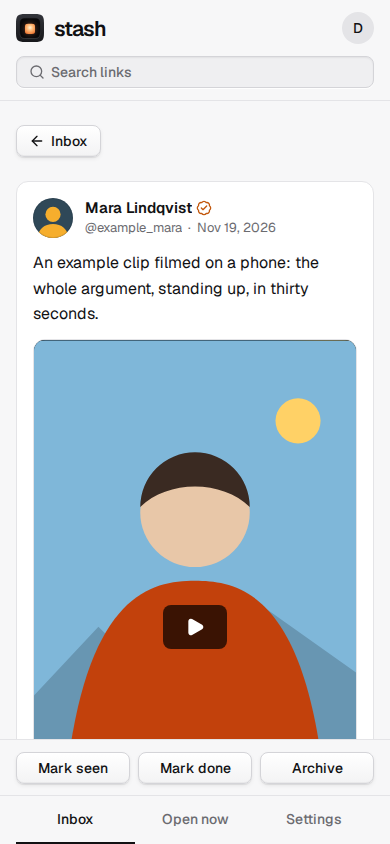 stash
D
Search links
Inbox
Mara Lindqvist
@example_mara · Nov 19, 2026
An example clip filmed on a phone: the
whole argument, standing up, in thirty
seconds.
Mark seen
Mark done
Archive
Inbox
Open now
Settings